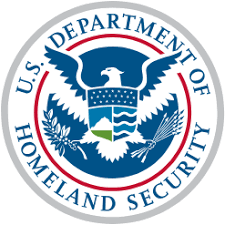 U.S. DEPARTMENT OF
HOMELAND SECURITY